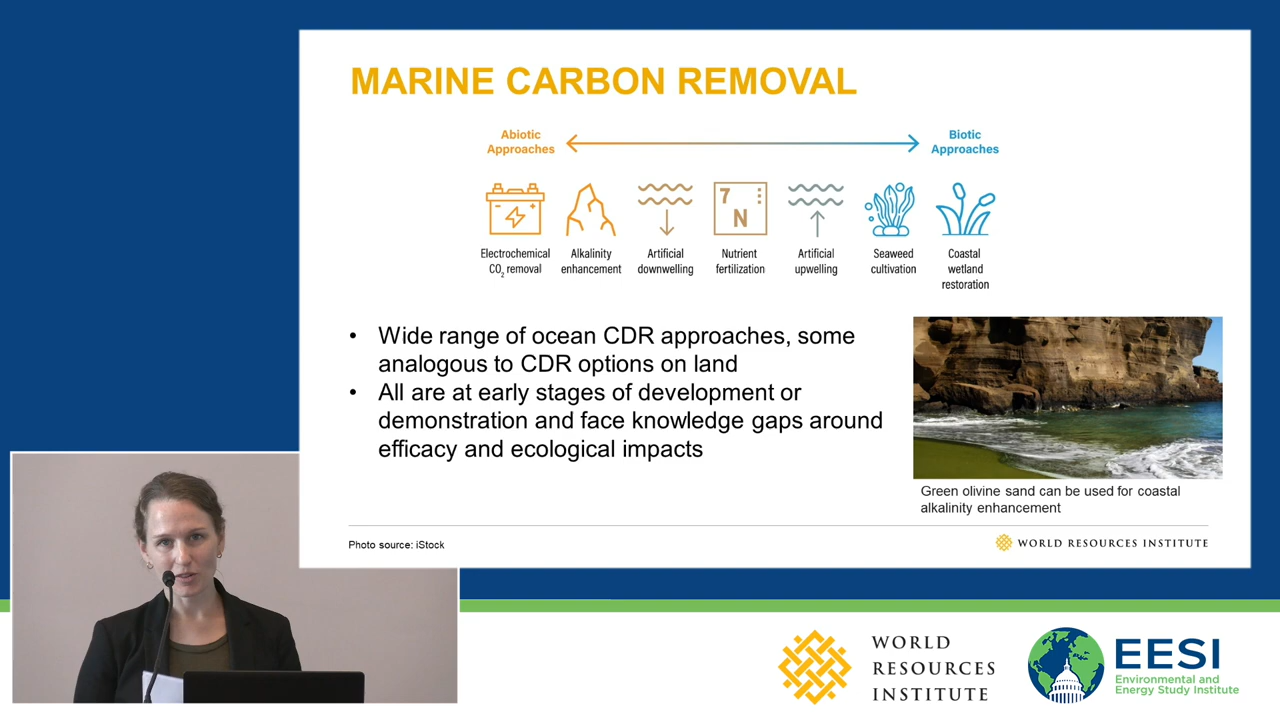 MARINE CARBON REMOVAL
Abiotic
Approaches
Biotic
Approaches
7
N
Electrochemical
CO2 removal
Alkalinity
enhancement
Artificial
downwelling
Nutrient
fertilization
Artificial
upwelling
Seaweed
cultivation
Coastal
wetland
restoration
• Wide range of ocean CDR approaches, some
analogous to CDR options on land
• All are at early stages of development or
demonstration and face knowledge gaps around
efficacy and ecological impacts
Green olivine sand can be used for coastal
alkalinity enhancement
Photo source: iStock
WORLD RESOURCES INSTITUTE
WORLD
RESOURCES
INSTITUTE
EESI
Environmental and
Energy Study Institute